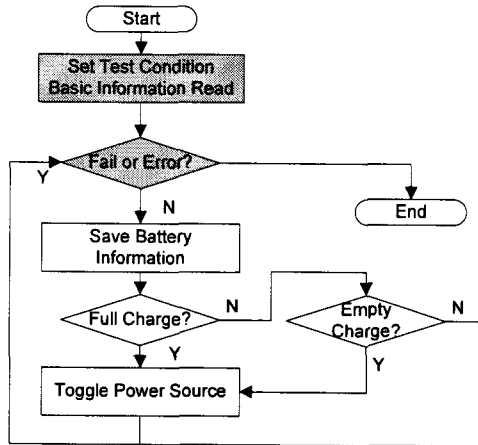 Start
Set Test Condition
Basic Information Read
Fail or Error?
Y
N
End
Save Battery
Information
Full Charge?
N
Empty
Charge?
N
Y
Y
Toggle Power Source